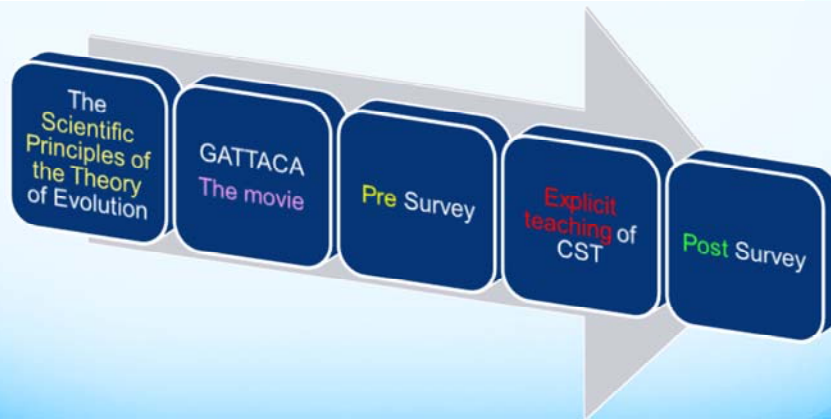 The
Scientific
Principles of
the Theory
of Evolution
GATTACA
The movie
Pre Survey
Explicit
teaching of
CST
Post Survey